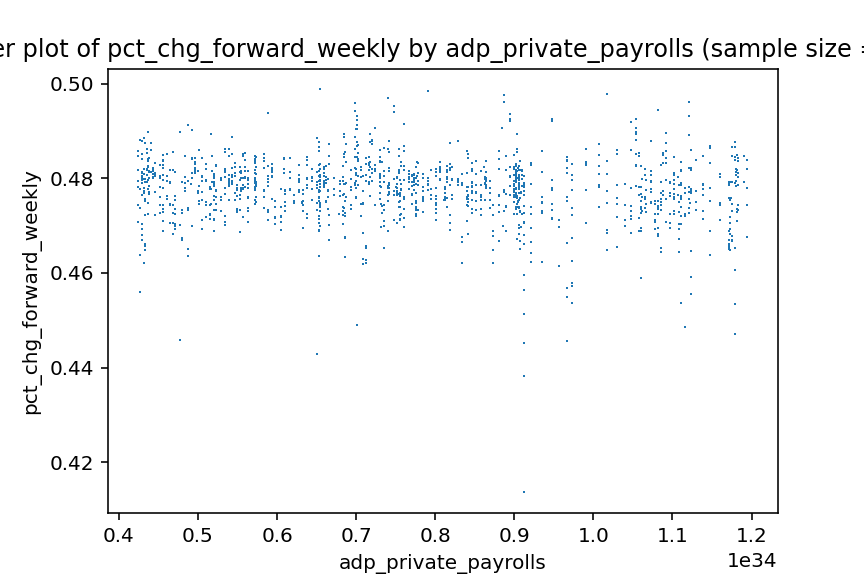 er plot of pct_chg_forward_weekly by adp_private_payrolls (sample size =
0.50
0.48
0.46
0.44
0.42
pct_chg_forward_weekly
0.4 0.5 0.6 0.7 0.8 0.9 1.0 1.1 1.2
adp_private_payrolls
1e34